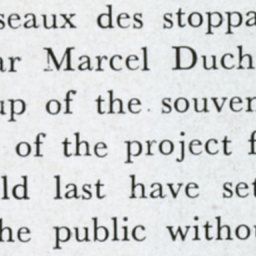 seaux des stoppa
ar Marcel Duch
up of the souven
of the project f
ld last have set
he public withou